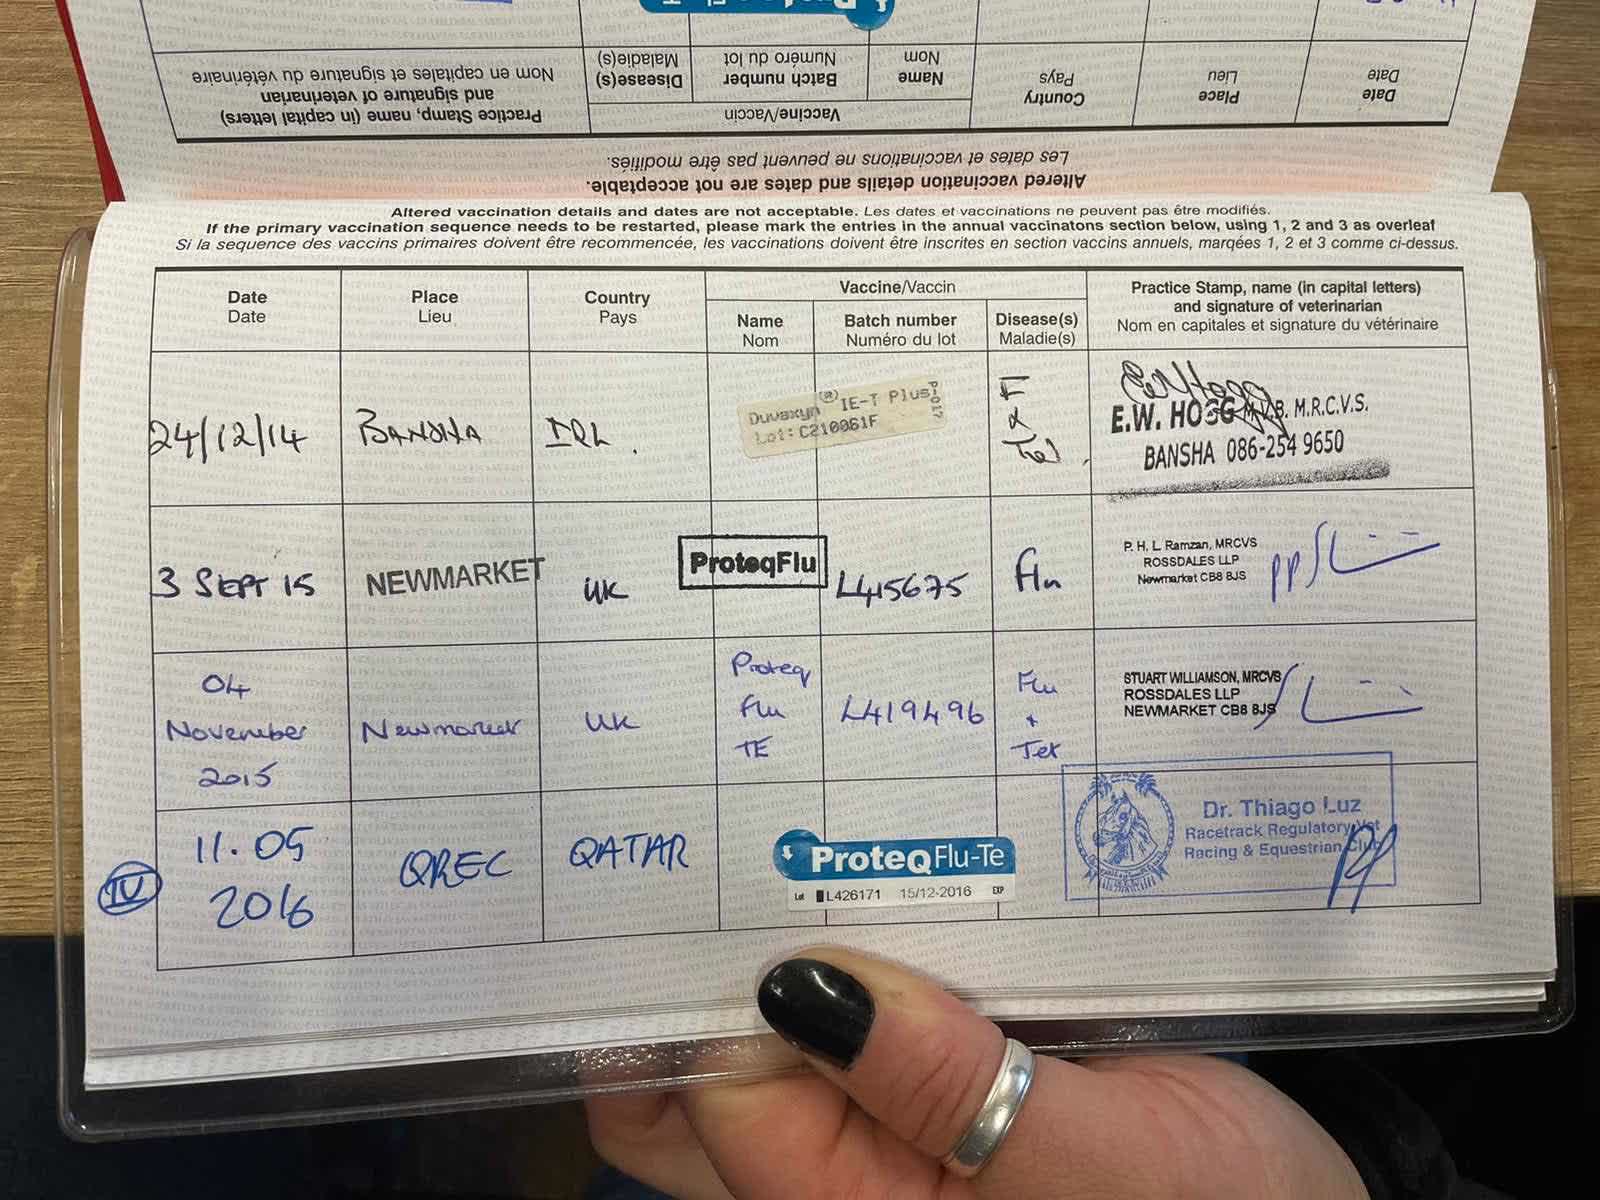 ProteqFlu-T
Practice Stamp, name (in capital letters)
and signature of veterinarian
Nom en capitales et signature du vétérinaire
Vaccine/Vaccin
Disease(s)
Maladie(s)
Batch number
Numéro du lot
Name
Nom
Country
Pays
Place
Lieu
Date
Date
Altered vaccination details and dates are not acceptable.
Les dates et vaccinations ne peuvent pas être modifiés.
Altered vaccination details and dates are not acceptable. Les dates et vaccinations ne peuvent pas être modifiés.
If the primary vaccination sequence needs to be restarted, please mark the entries in the annual vaccinatons section below, using 1, 2 and 3 as overleaf
Si la sequence des vaccins primaires doivent être recommencée, les vaccinations doivent être inscrites en section vaccins annuels, marqées 1, 2 et 3 comme ci-dessus.
Date
Date
Place
Lieu
Country
Pays
Vaccine/Vaccin
Name
Nom
Batch number
Numéro du lot
Disease(s)
Maladie(s)
Practice Stamp, name (in capital letters)
and signature of veterinarian
Nom en capitales et signature du vétérinaire
24/12/14
BANSHA
IRL.
Duvaxyn ® IE-T Plus
Lot: C210061F
P-017
F
&
Tet.
E.W. HOGG M.V.B. M.R.C.V.S.
BANSHA 086-254 9650
3 SEPT 15
NEWMARKET
UK
ProteqFlu
L415675
Flu
P. H. L. Ramzan, MRCVS
ROSSDALES LLP
Newmarket CB8 8JS
pp
04
November
2015
Newmarket
UK
Proteq
Flu
TE
L419496
Flu
+
Tet
STUART WILLIAMSON, MRCVS
ROSSDALES LLP
NEWMARKET CB8 8JS
IV
11.05
2016
QREC
QATAR
ProteqFlu-Te
Lot L426171 15/12-2016 EXP
Dr. Thiago Luz
Racetrack Regulatory Vet
Racing & Equestrian Club